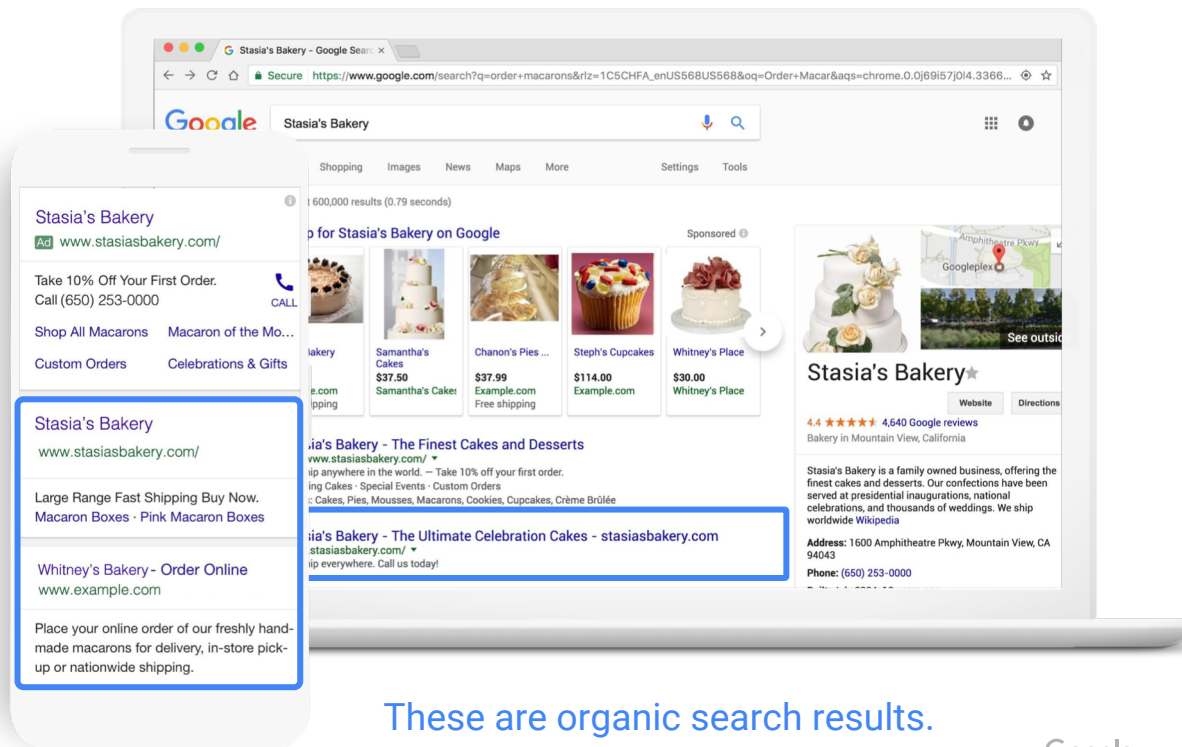 Stasia's Bakery - Google Searc ×
Secure https://www.google.com/search?q=order+macarons&rlz=1C5CHFA_enUS568US568&oq=Order+Macar&aqs=chrome.0.0j69i57j0l4.3366...
Google
Stasia's Bakery
Shopping Images News Maps More Settings Tools
600,000 results (0.79 seconds)
for Stasia's Bakery on Google
Sponsored
Samantha's
Cakes
$37.50
Samantha's Cakes
Chanon's Pies ...
$37.99
Example.com
Free shipping
Steph's Cupcakes
$114.00
Example.com
Whitney's Place
$30.00
Whitney's Place
Bakery - The Finest Cakes and Desserts
www.stasiasbakery.com/
anywhere in the world. — Take 10% off your first order.
Cakes · Special Events · Custom Orders
Cakes, Pies, Mousses, Macarons, Cookies, Cupcakes, Crème Brûlée
Bakery - The Ultimate Celebration Cakes - stasiasbakery.com
.stasiasbakery.com/
everywhere. Call us today!
Amphitheatre Pkwy
Googleplex
See outsid
Stasia's Bakery
Website
Directions
4.4 4,640 Google reviews
Bakery in Mountain View, California
Stasia's Bakery is a family owned business, offering the
finest cakes and desserts. Our confections have been
served at presidential inaugurations, national
celebrations, and thousands of weddings. We ship
worldwide Wikipedia
Address: 1600 Amphitheatre Pkwy, Mountain View, CA
94043
Phone: (650) 253-0000
Stasia's Bakery
Ad www.stasiasbakery.com/
Take 10% Off Your First Order.
Call (650) 253-0000
CALL
Shop All Macarons Macaron of the Mo...
Custom Orders Celebrations & Gifts
Stasia's Bakery
www.stasiasbakery.com/
Large Range Fast Shipping Buy Now.
Macaron Boxes · Pink Macaron Boxes
Whitney's Bakery - Order Online
www.example.com
Place your online order of our freshly hand-
made macarons for delivery, in-store pick-
up or nationwide shipping.
These are organic search results.